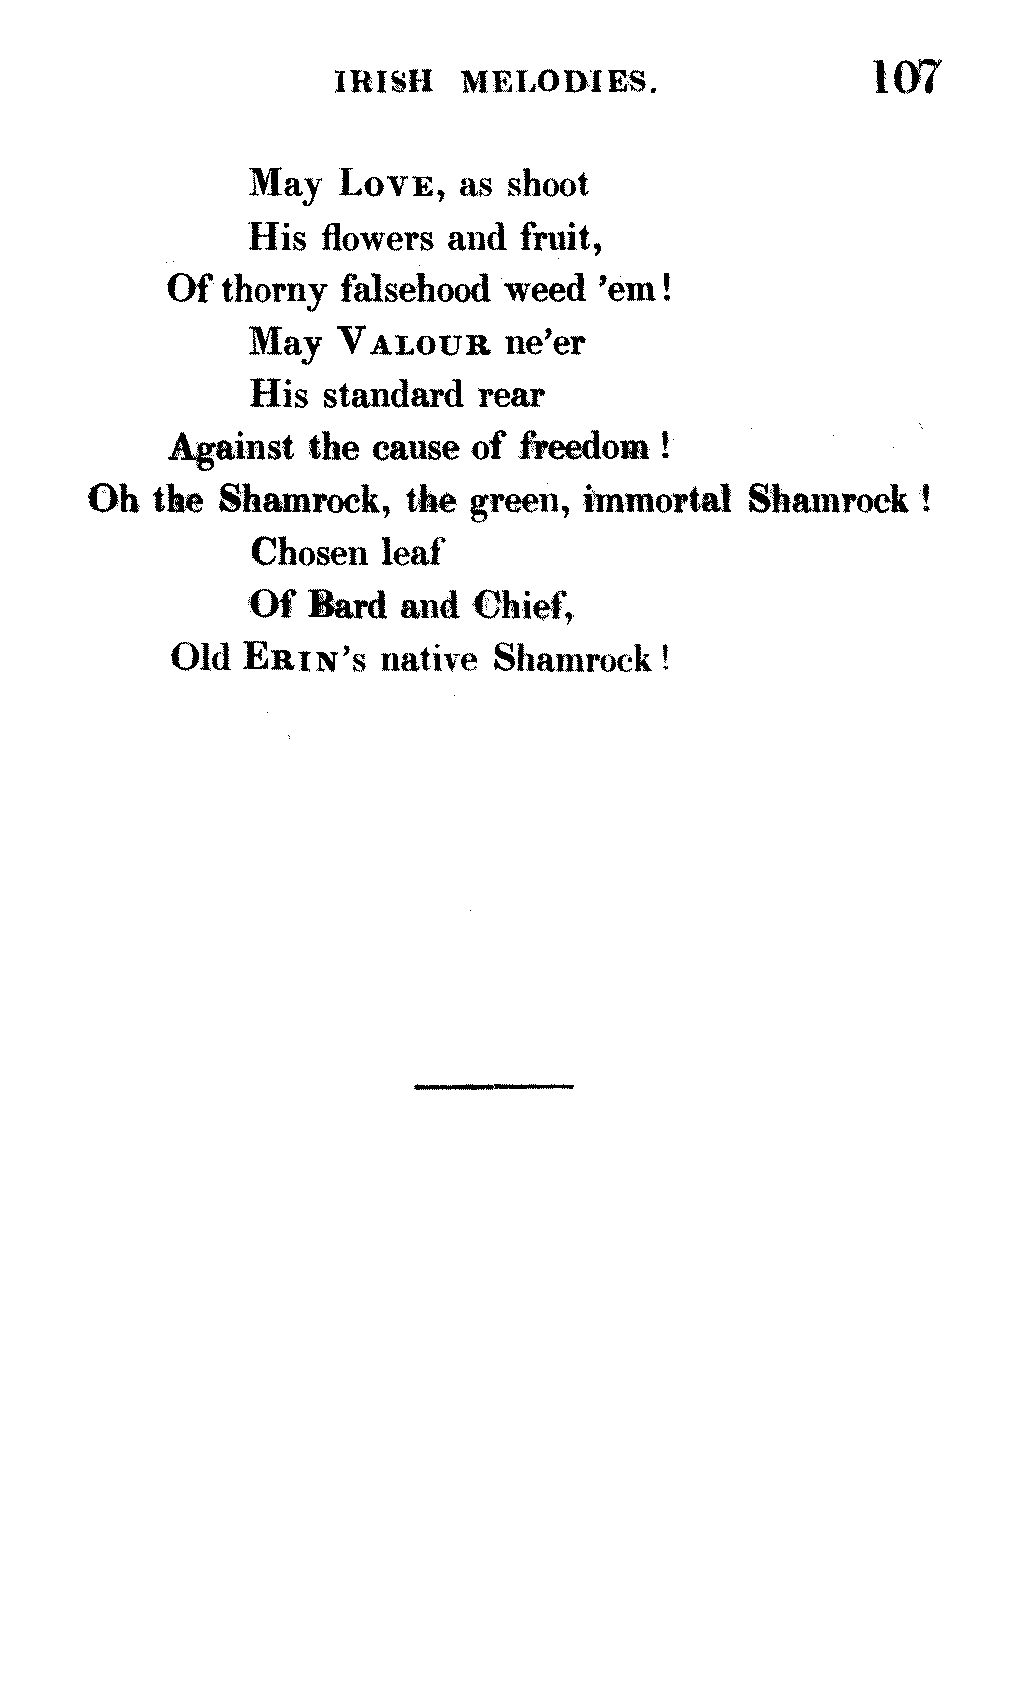 IRISH MELODIES. 107
May LOVE, as shoot
His flowers and fruit,
Of thorny falsehood weed 'em!
May VALOUR ne'er
His standard rear
Against the cause of freedom!
Oh the Shamrock, the green, immortal Shamrock!
Chosen leaf
Of Bard and Chief,
Old ERIN's native Shamrock!